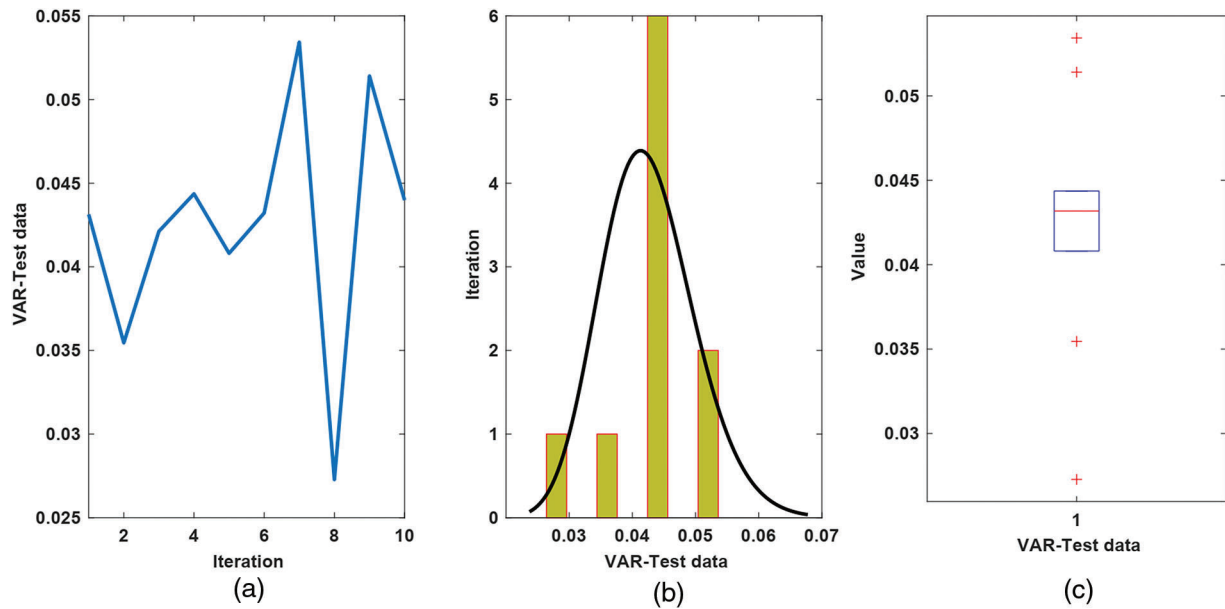 0.055
0.05
0.045
0.04
0.035
0.03
0.025
VAR-Test data
2 4 6 8 10
Iteration
(a)
6
5
4
3
2
1
0
Iteration
0.03 0.04 0.05 0.06 0.07
VAR-Test data
(b)
0.05
0.045
0.04
0.035
0.03
Value
1
VAR-Test data
(c)